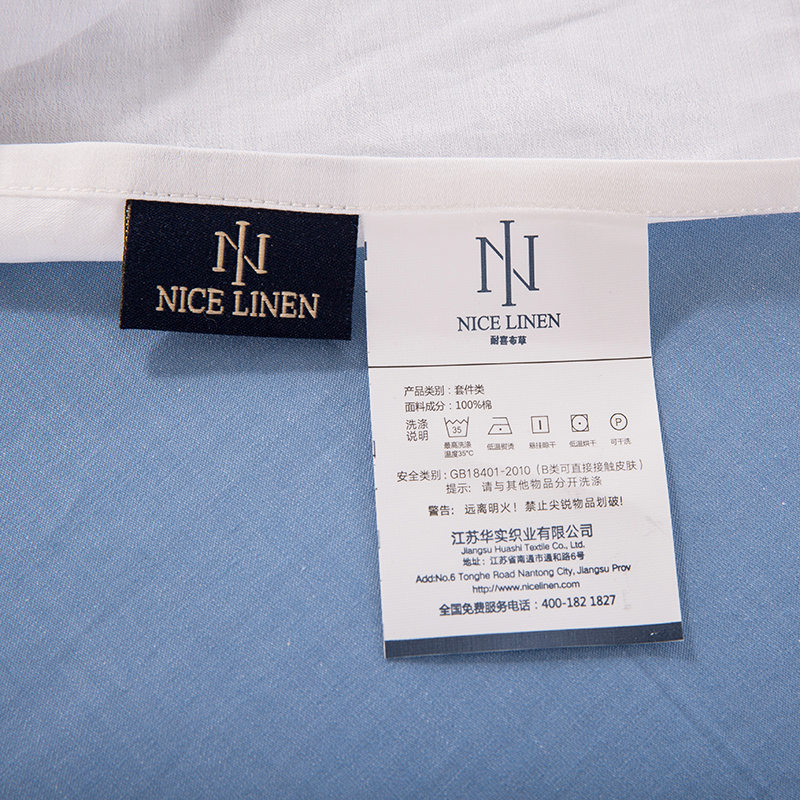 NICE LINEN
NICE LINEN
耐喜布草
产品类别：套件类
面料成分：100%棉
洗涤说明
35
P
最高洗涤温度35℃
低温熨烫
悬挂晾干
低温烘干
可干洗
安全类别：GB18401-2010（B类可直接接触皮肤）
提示：请与其他物品分开洗涤
警告：远离明火！禁止尖锐物品划破！
江苏华实织业有限公司
Jiangsu Huashi Textile Co., Ltd.
地址：江苏省南通市通和路6号
Add:No.6 Tonghe Road Nantong City, Jiangsu Prov
http://www.nicelinen.com
全国免费服务电话：400-182 1827